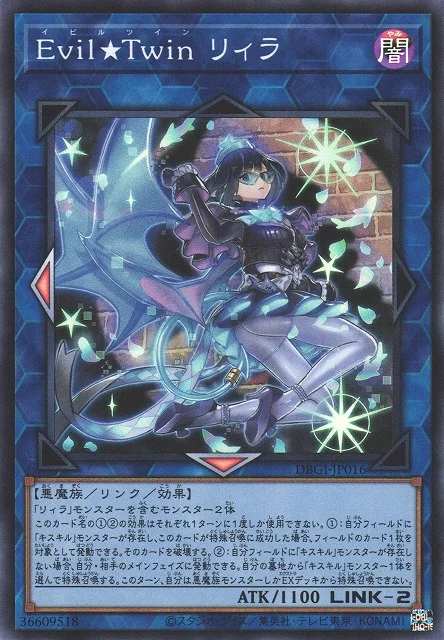 イビルツイン
Evil★Twin リィラ
やみ
闇
DBGI-JP016
【悪魔族／リンク／効果】
「リィラ」モンスターを含むモンスター２体
このカード名の①②の効果はそれぞれ１ターンに１度しか使用できない。①：自分フィールドに
「キスキル」モンスターが存在し、このカードが特殊召喚に成功した場合、フィールドのカード１枚を
対象として発動できる。そのカードを破壊する。②：自分フィールドに「キスキル」モンスターが存在し
ない場合、自分・相手のメインフェイズに発動できる。自分の墓地から「キスキル」モンスター１体を
選んで特殊召喚する。このターン、自分は悪魔族モンスターしかEXデッキから特殊召喚できない。
ATK/1100 LINK-2
36609518
©スタジオ・ダイス／集英社・テレビ東京・KONAMI